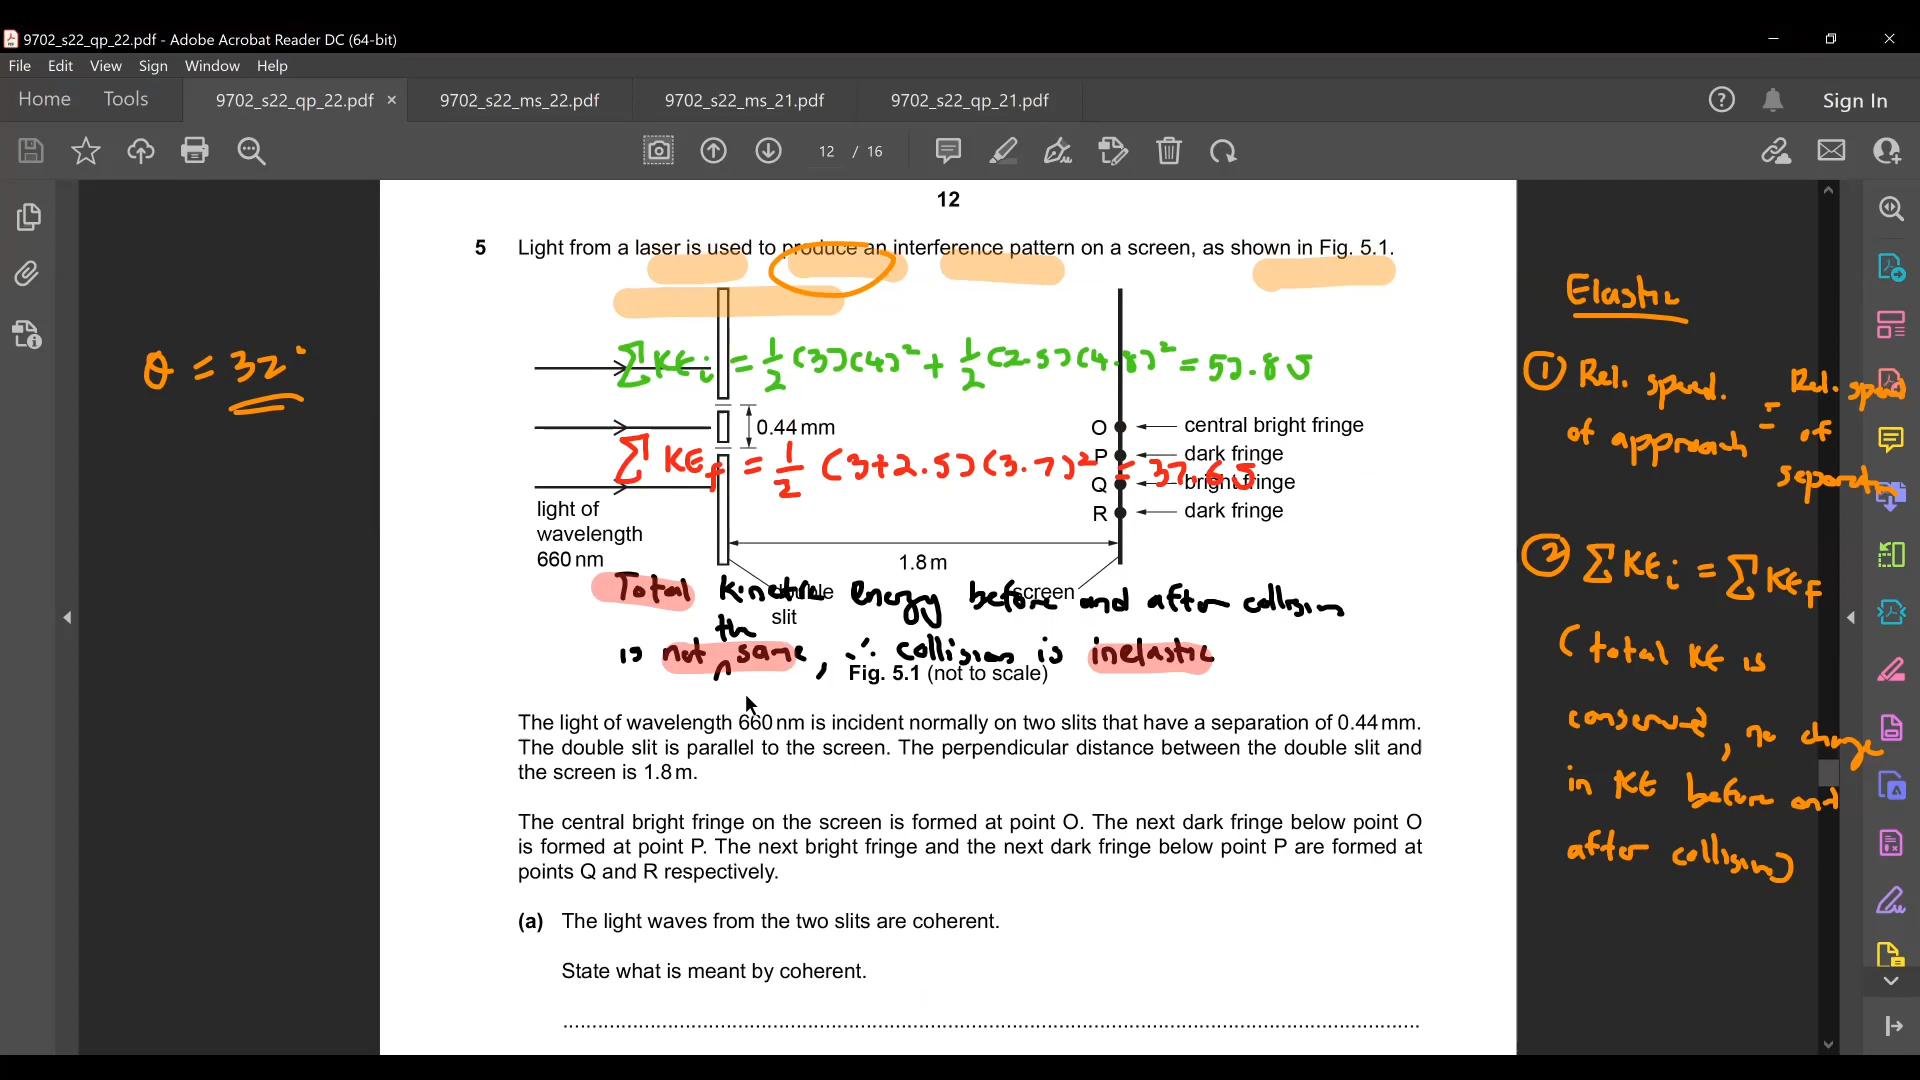 9702_s22_qp_22.pdf - Adobe Acrobat Reader DC (64-bit)
File Edit View Sign Window Help
Home Tools 9702_s22_qp_22.pdf × 9702_s22_ms_22.pdf 9702_s22_ms_21.pdf 9702_s22_qp_21.pdf Sign In
12 / 16
12
5 Light from a laser is used to produce an interference pattern on a screen, as shown in Fig. 5.1.
θ = 32°
∑KEi = 1/2 (3)(4)² + 1/2 (2.5)(4.8)² = 52.8 J
0.44 mm
O central bright fringe
P dark fringe
∑KEf = 1/2 (3+2.5)(3.7)² = 37.6 J
Q bright fringe
R dark fringe
light of
wavelength
660 nm
1.8 m
double
slit
screen
Total kinetic energy before and after collision
is not the same, ∴ collision is inelastic
Fig. 5.1 (not to scale)
The light of wavelength 660 nm is incident normally on two slits that have a separation of 0.44 mm.
The double slit is parallel to the screen. The perpendicular distance between the double slit and
the screen is 1.8 m.
The central bright fringe on the screen is formed at point O. The next dark fringe below point O
is formed at point P. The next bright fringe and the next dark fringe below point P are formed at
points Q and R respectively.
(a) The light waves from the two slits are coherent.
State what is meant by coherent.
Elastic
① Rel. speed = Rel. speed
of approach of
separation
② ∑KEi = ∑KEf
(total KE is
conserved, no change
in KE before and
after collision)